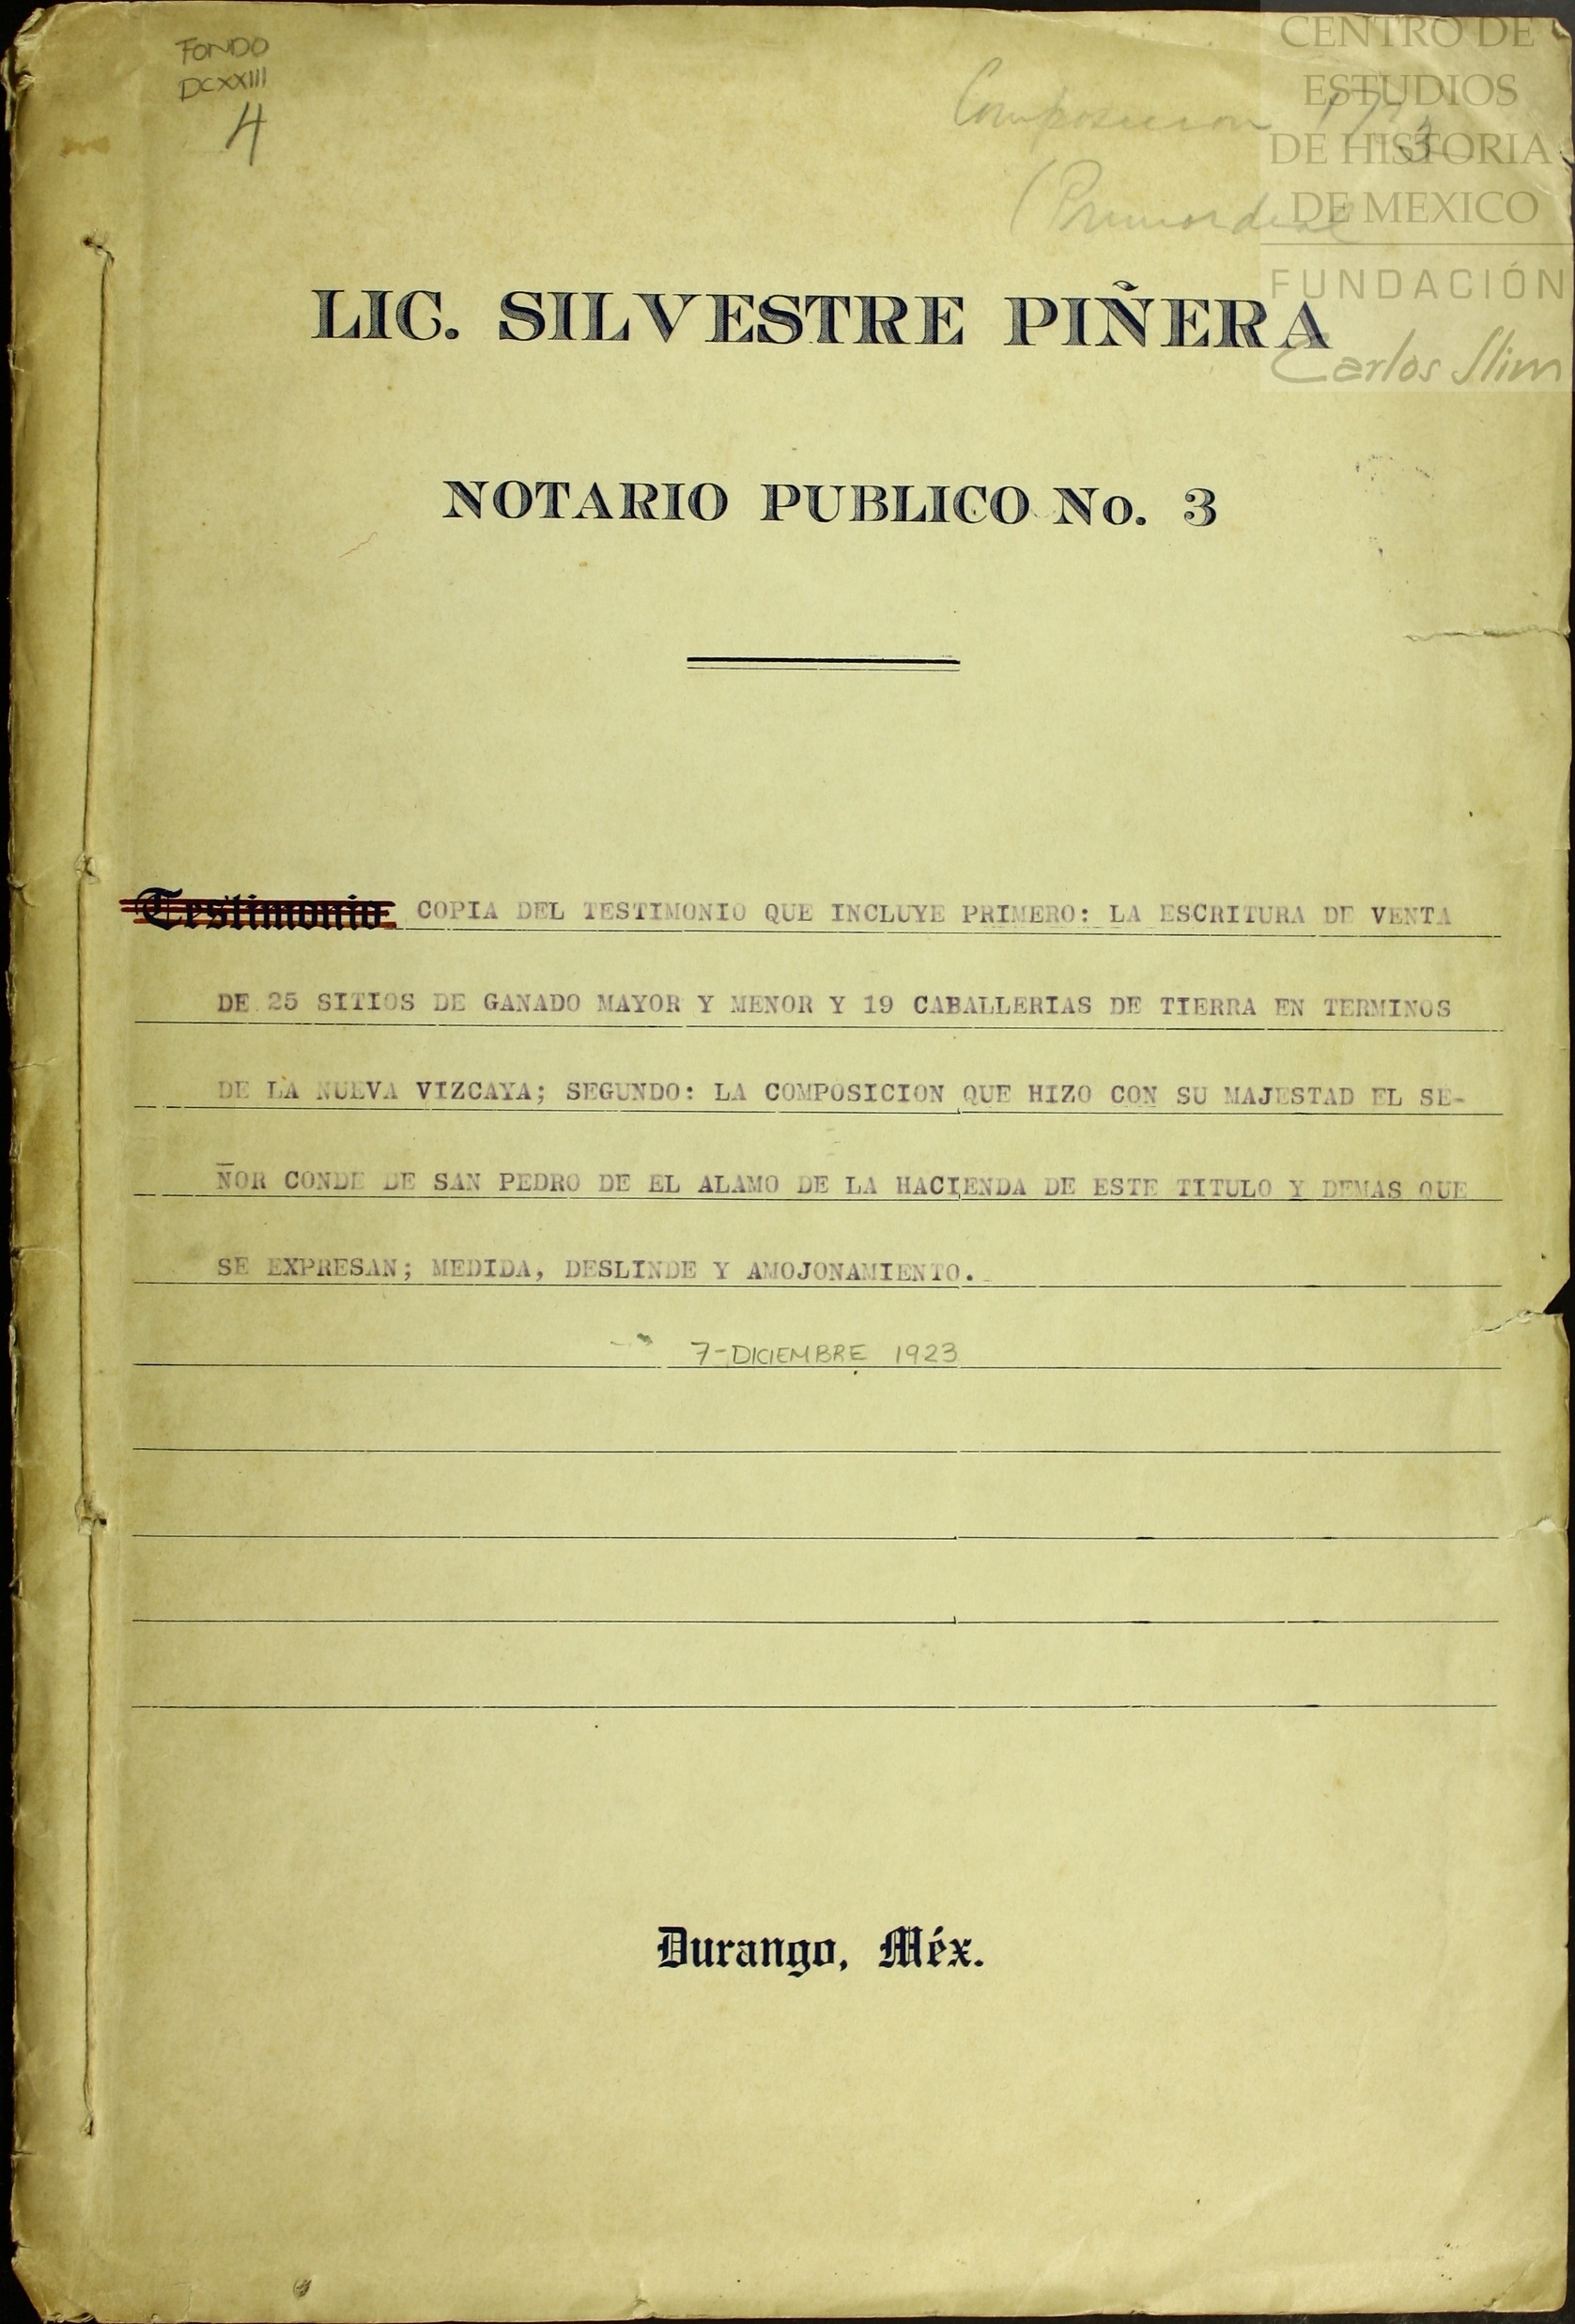 FONDO
DCXXIII
4
Composicion
(Primordial
CENTRO DE
ESTUDIOS
DE HISTORIA
DE MEXICO
FUNDACIÓN
Carlos Slim
LIC. SILVESTRE PIÑERA
NOTARIO PUBLICO No. 3
Testimonio COPIA DEL TESTIMONIO QUE INCLUYE PRIMERO: LA ESCRITURA DE VENTA
DE 25 SITIOS DE GANADO MAYOR Y MENOR Y 19 CABALLERIAS DE TIERRA EN TERMINOS
DE LA NUEVA VIZCAYA; SEGUNDO: LA COMPOSICION QUE HIZO CON SU MAJESTAD EL SE-
ÑOR CONDE DE SAN PEDRO DE EL ALAMO DE LA HACIENDA DE ESTE TITULO Y DEMAS QUE
SE EXPRESAN; MEDIDA, DESLINDE Y AMOJONAMIENTO.
7-DICIEMBRE 1923
Durango, Méx.